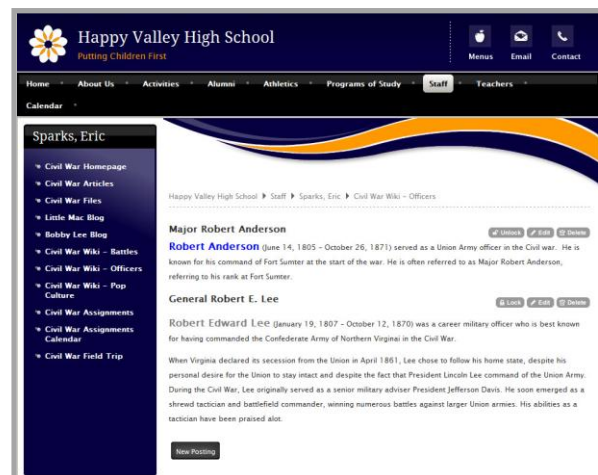 Happy Valley High School
Putting Children First
Menus
Email
Contact
Home
About Us
Activities
Alumni
Athletics
Programs of Study
Staff
Teachers
Calendar
Sparks, Eric
Civil War Homepage
Civil War Articles
Civil War Files
Little Mac Blog
Bobby Lee Blog
Civil War Wiki – Battles
Civil War Wiki – Officers
Civil War Wiki – Pop
Culture
Civil War Assignments
Civil War Assignments
Calendar
Civil War Field Trip
Happy Valley High School Staff Sparks, Eric Civil War Wiki – Officers
Major Robert Anderson
Unlock Edit Delete
Robert Anderson (June 14, 1805 – October 26, 1871) served as a Union Army officer in the Civil war. He is
known for his command of Fort Sumter at the start of the war. He is often referred to as Major Robert Anderson,
referring to his rank at Fort Sumter.
General Robert E. Lee
Lock Edit Delete
Robert Edward Lee (January 19, 1807 – October 12, 1870) was a career military officer who is best known
for having commanded the Confederate Army of Northern Virginai in the Civil War.
When Virginia declared its secession from the Union in April 1861, Lee chose to follow his home state, despite his
personal desire for the Union to stay intact and despite the fact that President Lincoln Lee command of the Union Army.
During the Civil War, Lee originally served as a senior military adviser President Jefferson Davis. He soon emerged as a
shrewd tactician and battlefield commander, winning numerous battles against larger Union armies. His abilities as a
tactician have been praised alot.
New Posting